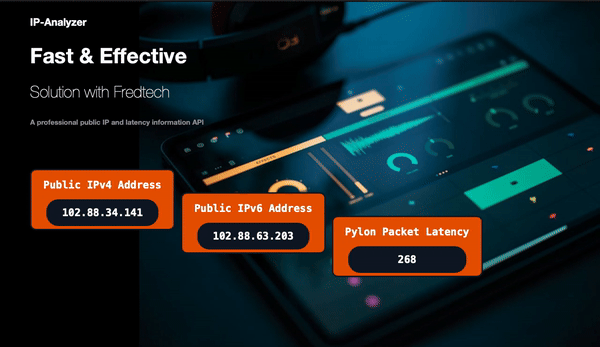 IP-Analyzer
Fast & Effective
Solution with Fredtech
A professional public IP and latency information API
Public IPv4 Address
102.88.34.141
Public IPv6 Address
102.88.63.203
Pylon Packet Latency
268